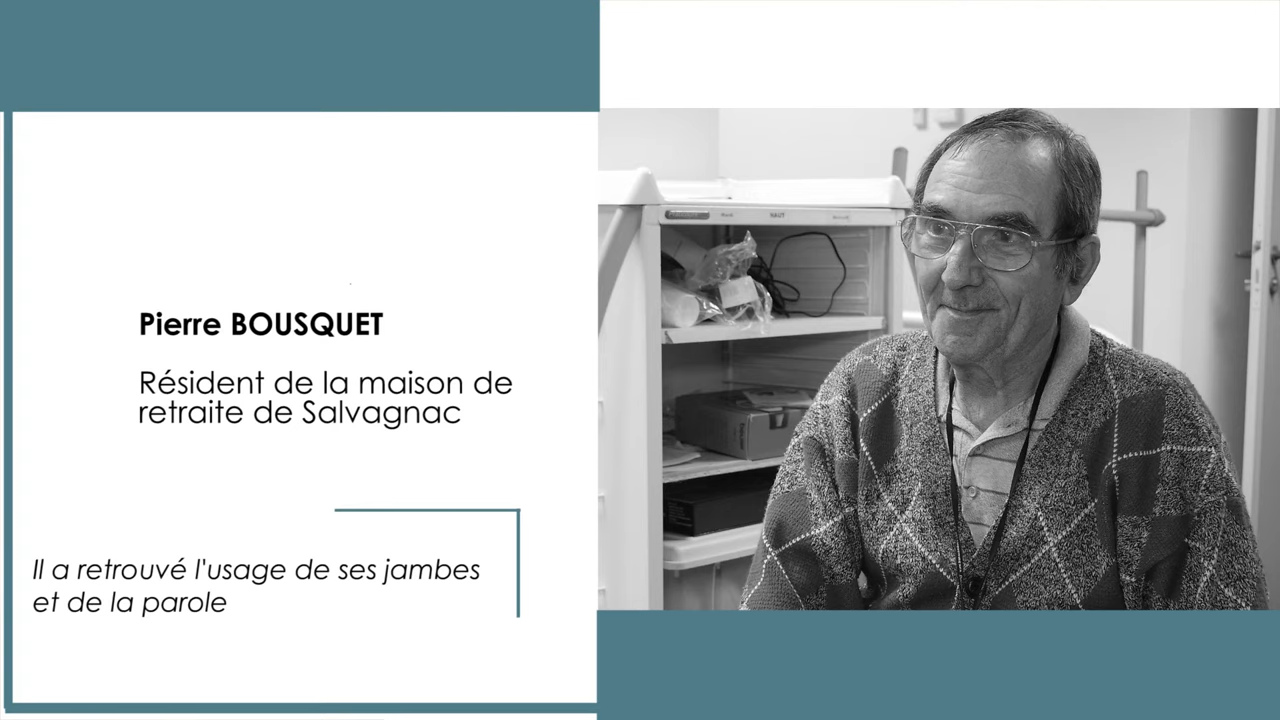 Pierre BOUSQUET
Résident de la maison de
retraite de Salvagnac
Il a retrouvé l'usage de ses jambes
et de la parole
HAUT